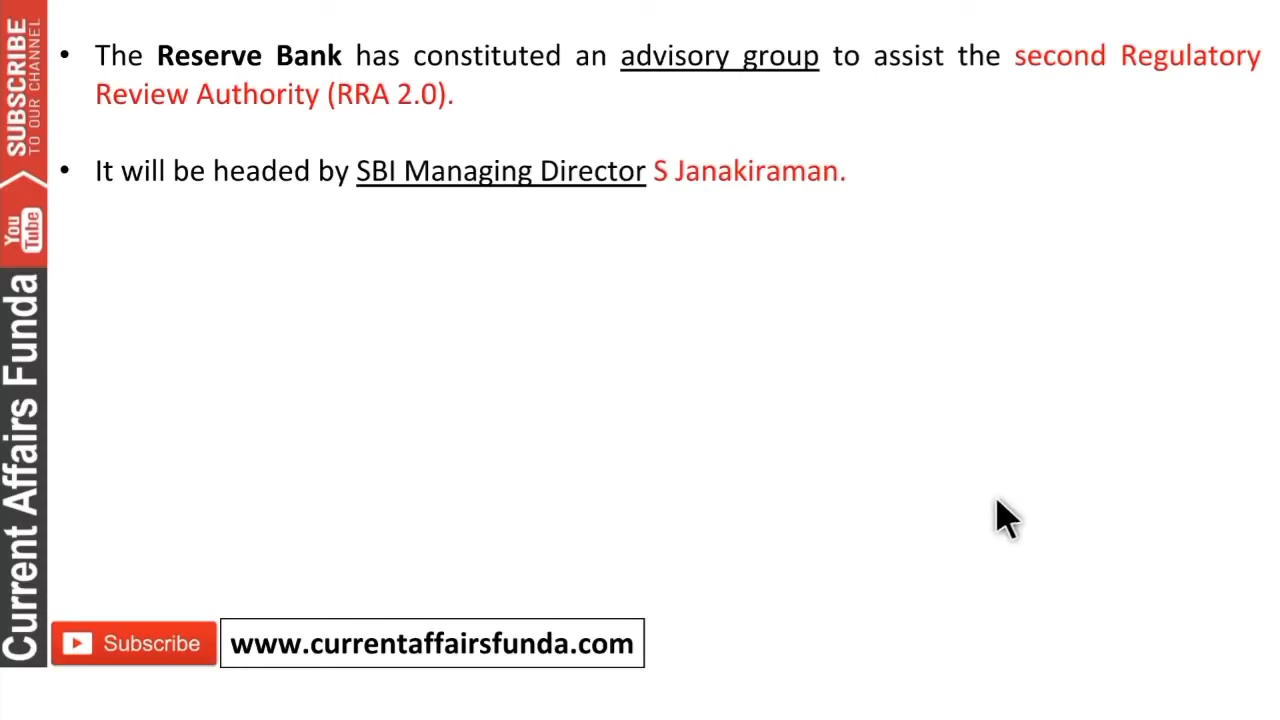 The Reserve Bank has constituted an advisory group to assist the second Regulatory
Review Authority (RRA 2.0).
It will be headed by SBI Managing Director S Janakiraman.
SUBSCRIBE
TO OUR CHANNEL
You
Tube
Current Affairs Funda
Subscribe
www.currentaffairsfunda.com